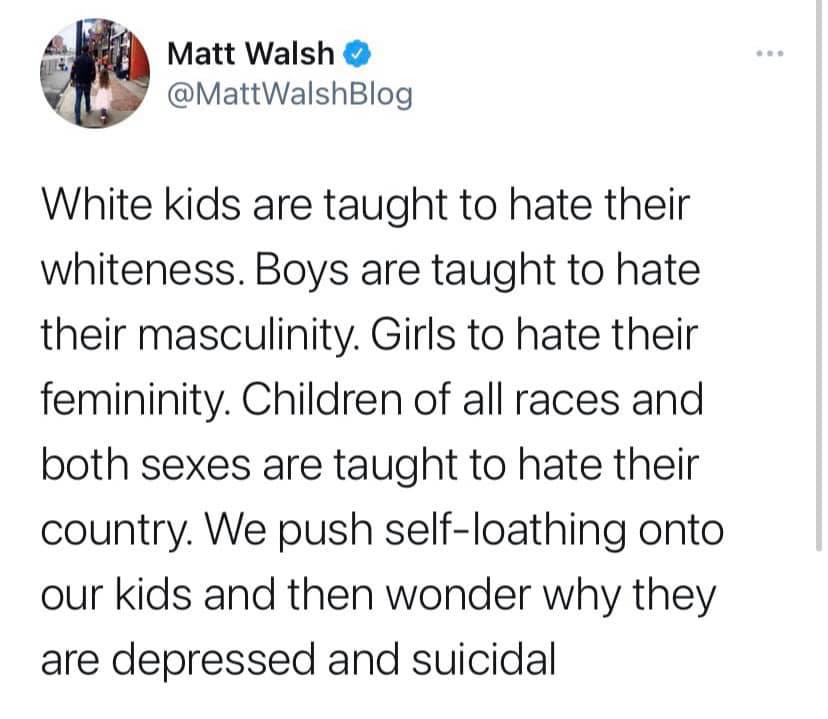 Matt Walsh
@MattWalshBlog
White kids are taught to hate their
whiteness. Boys are taught to hate
their masculinity. Girls to hate their
femininity. Children of all races and
both sexes are taught to hate their
country. We push self-loathing onto
our kids and then wonder why they
are depressed and suicidal